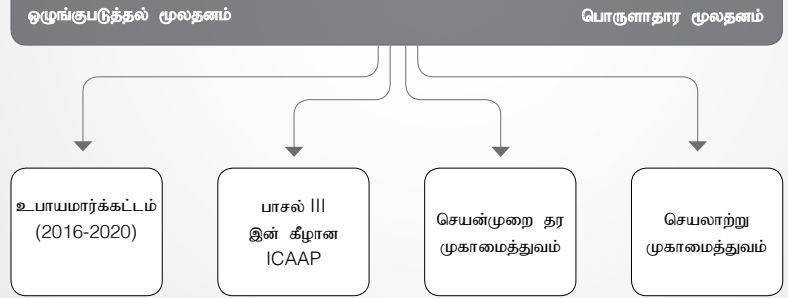 ஒழுங்குபடுத்தல் மூலதனம்
பொருளாதார மூலதனம்
உபாயமார்க்கட்டம்
(2016-2020)
பாசல் III
இன் கீழான
ICAAP
செயன்முறை தர
முகாமைத்துவம்
செயலாற்று
முகாமைத்துவம்